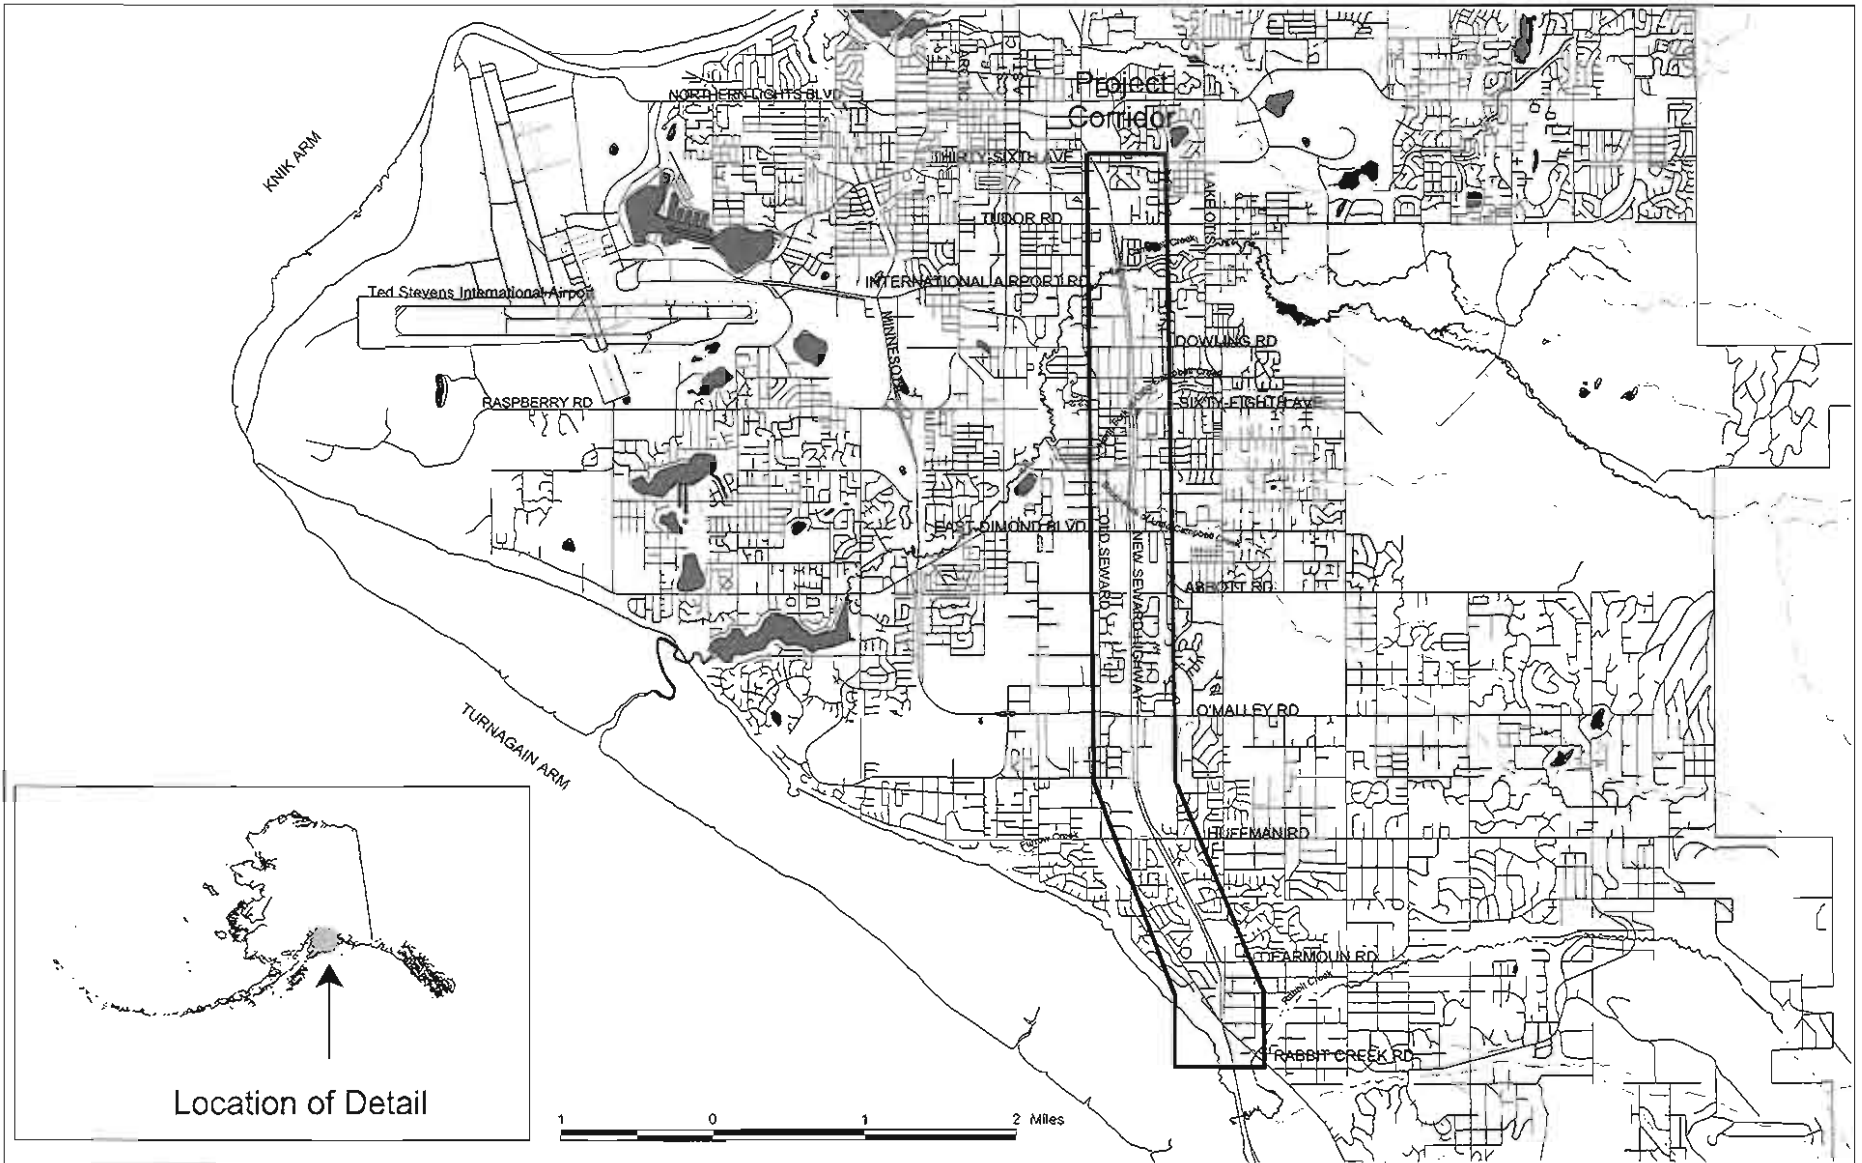 Project
Corridor
NORTHERN LIGHTS BLVD
ARCTIC
KNIK ARM
THIRTY-SIXTH AVE
LAKE OTIS
TUDOR RD
INTERNATIONAL AIRPORT RD
Ted Stevens International Airport
MINNESOTA
DOWLING RD
RASPBERRY RD
SIXTY-EIGHTH AVE
EAST DIMOND BLVD
OLD SEWARD
NEW SEWARD HIGHWAY
ABBOTT RD
O'MALLEY RD
TURNAGAIN ARM
HUFFMAN RD
DEARMOUN RD
Rabbit Creek
RABBIT CREEK RD
Location of Detail
1 0 1 2 Miles